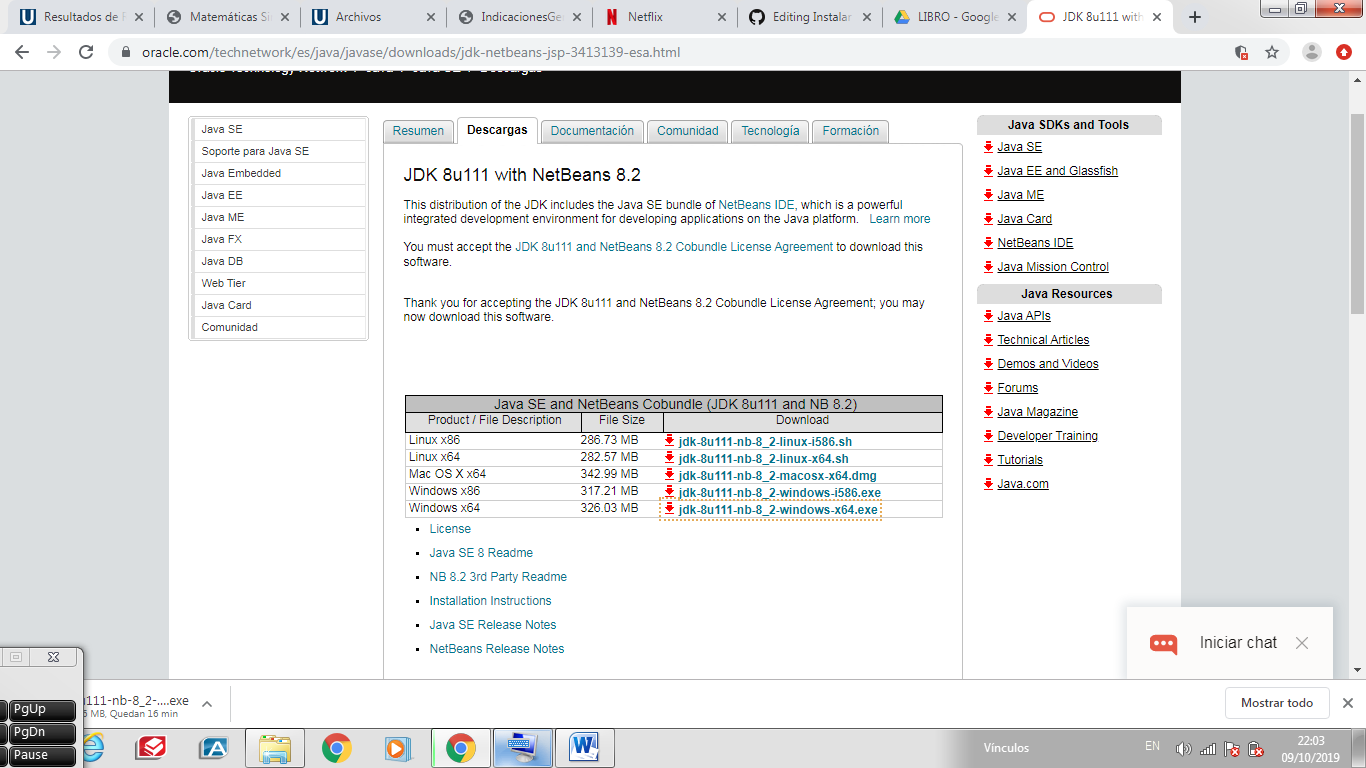 Resultados de F
Matemáticas Si
Archivos
IndicacionesGe
Netflix
Editing Instalar
LIBRO - Google
JDK 8u111 with
oracle.com/technetwork/es/java/javase/downloads/jdk-netbeans-jsp-3413139-esa.html
Java SE
Soporte para Java SE
Java Embedded
Java EE
Java ME
Java FX
Java DB
Web Tier
Java Card
Comunidad
Resumen
Descargas
Documentación
Comunidad
Tecnología
Formación
JDK 8u111 with NetBeans 8.2
This distribution of the JDK includes the Java SE bundle of NetBeans IDE, which is a powerful
integrated development environment for developing applications on the Java platform. Learn more
You must accept the JDK 8u111 and NetBeans 8.2 Cobundle License Agreement to download this
software.
Thank you for accepting the JDK 8u111 and NetBeans 8.2 Cobundle License Agreement; you may
now download this software.
Java SE and NetBeans Cobundle (JDK 8u111 and NB 8.2)
Product / File Description File Size Download
Linux x86 286.73 MB jdk-8u111-nb-8_2-linux-i586.sh
Linux x64 282.57 MB jdk-8u111-nb-8_2-linux-x64.sh
Mac OS X x64 342.99 MB jdk-8u111-nb-8_2-macosx-x64.dmg
Windows x86 317.21 MB jdk-8u111-nb-8_2-windows-i586.exe
Windows x64 326.03 MB jdk-8u111-nb-8_2-windows-x64.exe
License
Java SE 8 Readme
NB 8.2 3rd Party Readme
Installation Instructions
Java SE Release Notes
NetBeans Release Notes
Java SDKs and Tools
Java SE
Java EE and Glassfish
Java ME
Java Card
NetBeans IDE
Java Mission Control
Java Resources
Java APIs
Technical Articles
Demos and Videos
Forums
Java Magazine
Developer Training
Tutorials
Java.com
Iniciar chat
PgUp
PgDn
Pause
u111-nb-8_2-....exe
MB, Quedan 16 min
Mostrar todo
Vínculos
EN
22:03
09/10/2019